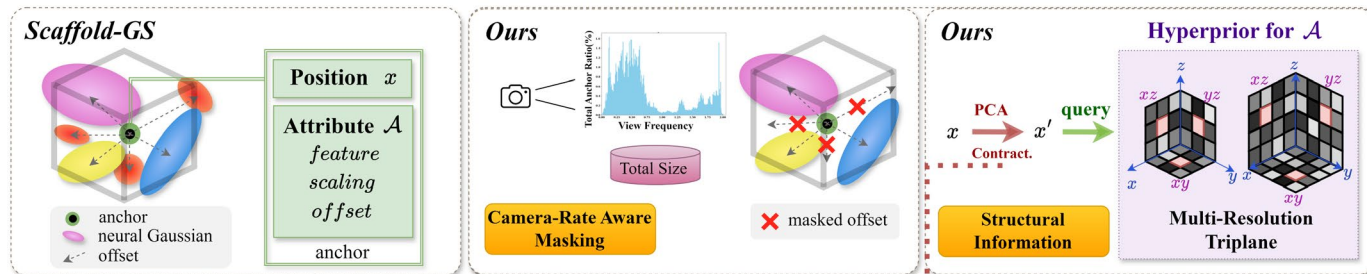 Scaffold-GS
Position x
Attribute A
feature
scaling
offset
anchor
anchor
neural Gaussian
offset
Ours
Total Anchor Ratio(%)
View Frequency
Total Size
Camera-Rate Aware
Masking
masked offset
Ours
Hyperprior for A
x
PCA
Contract.
x'
query
z
xz
yz
x
xy
y
z
xz
yz
x
xy
y
Structural
Information
Multi-Resolution
Triplane